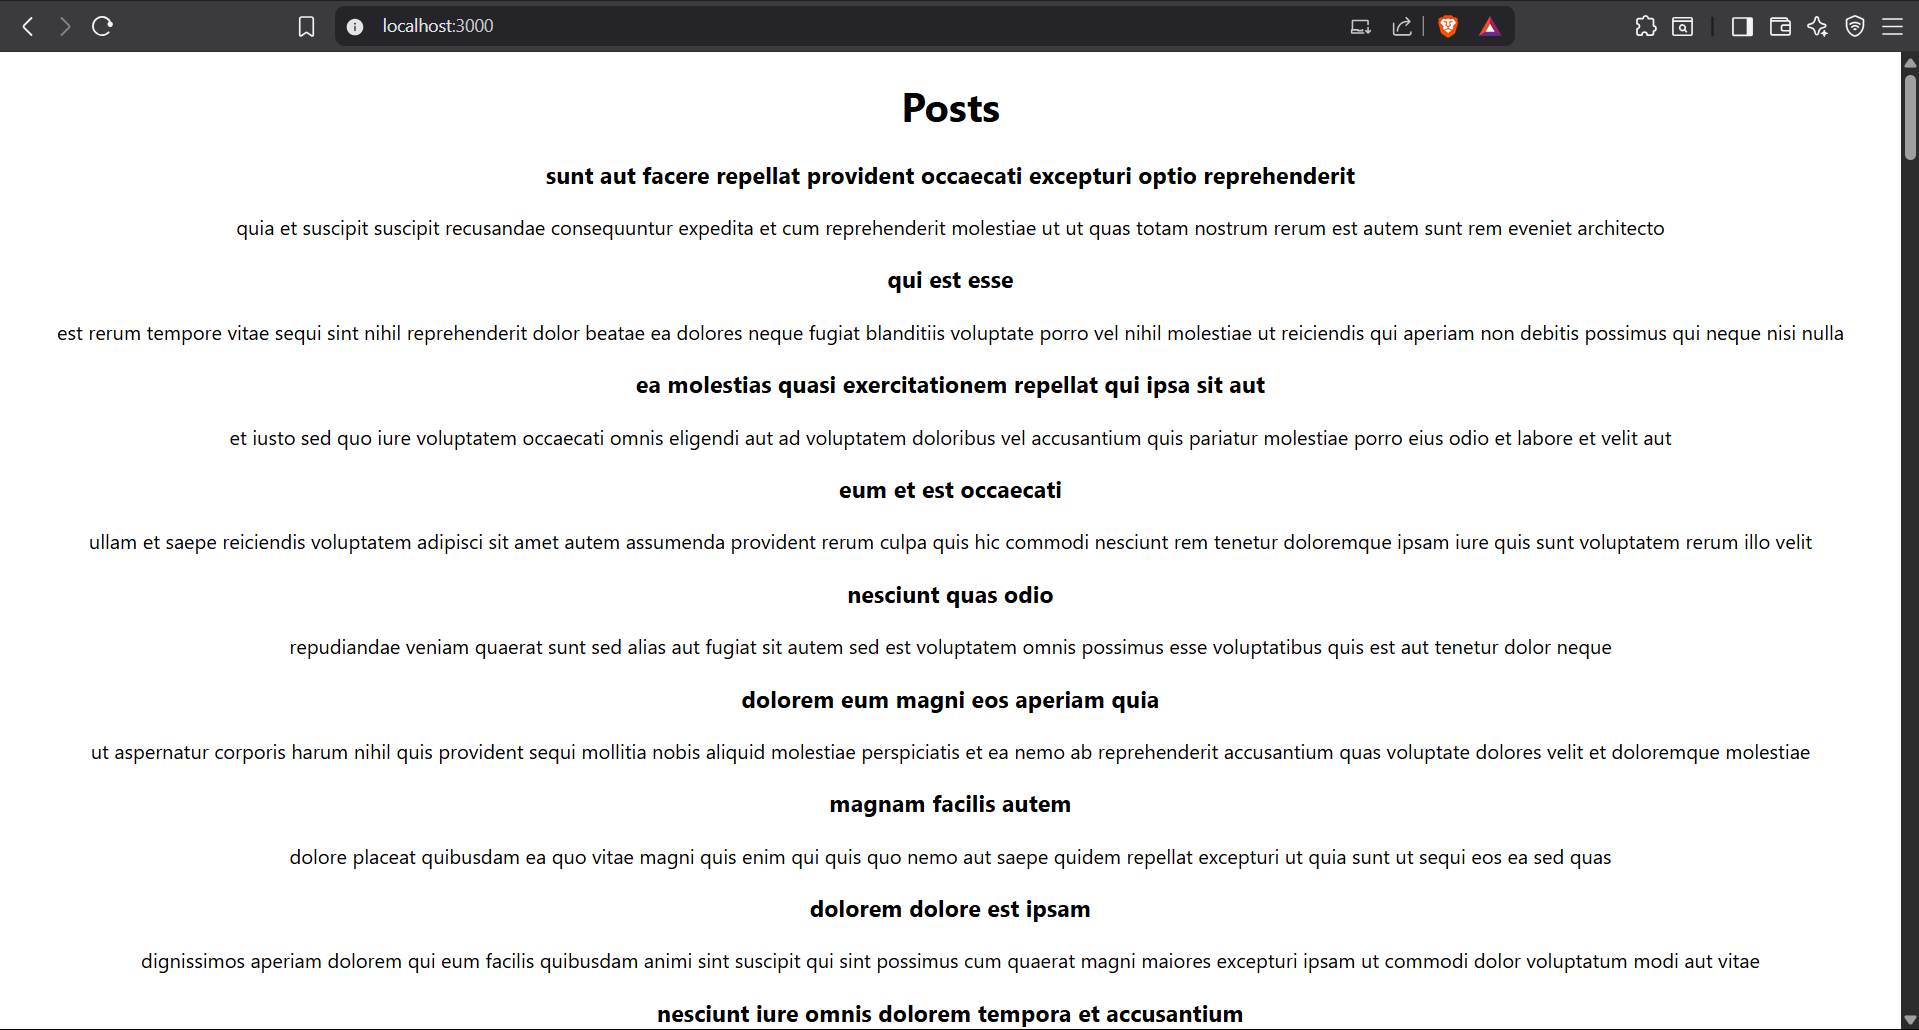 localhost:3000
Posts
sunt aut facere repellat provident occaecati excepturi optio reprehenderit
quia et suscipit suscipit recusandae consequuntur expedita et cum reprehenderit molestiae ut ut quas totam nostrum rerum est autem sunt rem eveniet architecto
qui est esse
est rerum tempore vitae sequi sint nihil reprehenderit dolor beatae ea dolores neque fugiat blanditiis voluptate porro vel nihil molestiae ut reiciendis qui aperiam non debitis possimus qui neque nisi nulla
ea molestias quasi exercitationem repellat qui ipsa sit aut
et iusto sed quo iure voluptatem occaecati omnis eligendi aut ad voluptatem doloribus vel accusantium quis pariatur molestiae porro eius odio et labore et velit aut
eum et est occaecati
ullam et saepe reiciendis voluptatem adipisci sit amet autem assumenda provident rerum culpa quis hic commodi nesciunt rem tenetur doloremque ipsam iure quis sunt voluptatem rerum illo velit
nesciunt quas odio
repudiandae veniam quaerat sunt sed alias aut fugiat sit autem sed est voluptatem omnis possimus esse voluptatibus quis est aut tenetur dolor neque
dolorem eum magni eos aperiam quia
ut aspernatur corporis harum nihil quis provident sequi mollitia nobis aliquid molestiae perspiciatis et ea nemo ab reprehenderit accusantium quas voluptate dolores velit et doloremque molestiae
magnam facilis autem
dolore placeat quibusdam ea quo vitae magni quis enim qui quis quo nemo aut saepe quidem repellat excepturi ut quia sunt ut sequi eos ea sed quas
dolorem dolore est ipsam
dignissimos aperiam dolorem qui eum facilis quibusdam animi sint suscipit qui sint possimus cum quaerat magni maiores excepturi ipsam ut commodi dolor voluptatum modi aut vitae
nesciunt iure omnis dolorem tempora et accusantium